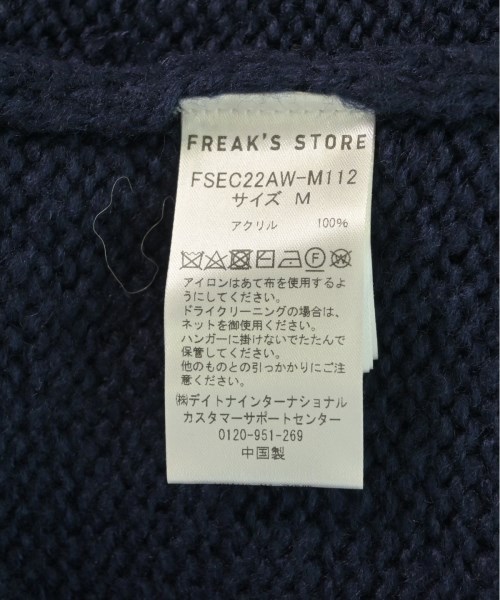 FREAK'S STORE
FSEC22AW-M112
サイズ M
アクリル 100%
アイロンはあて布を使用するよ
うにしてください。
ドライクリーニングの場合は、
ネットを御使用ください。
ハンガーに掛けないでたたんで
保管してください。
他のものとの引っかかりにご注
意ください。
㈱デイトナインターナショナル
カスタマーサポートセンター
0120-951-269
中国製